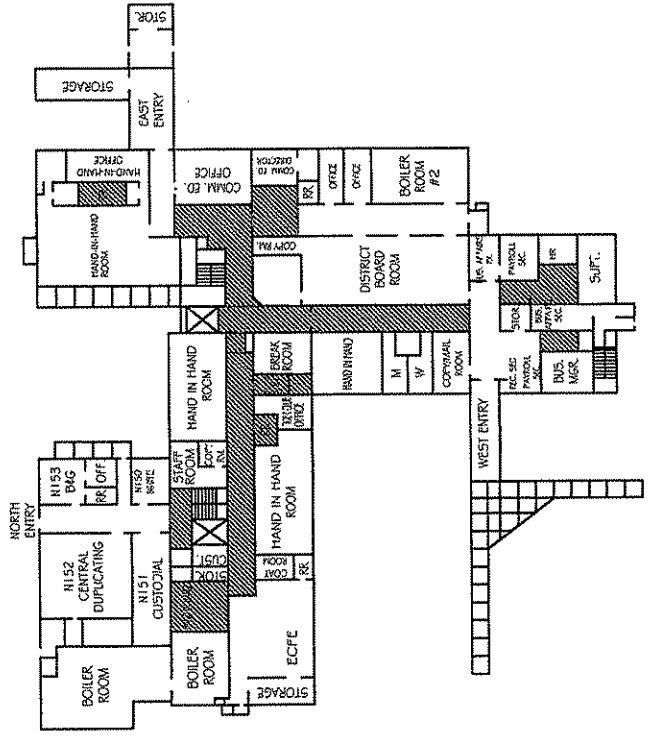 STOR.
STORAGE
EAST
ENTRY
HAND-IN-HAND
OFFICE
HAND-IN-HAND
ROOM
COMM. ED.
OFFICE
COMM. ED.
DIRECTOR
RR
OFFICE
OFFICE
BOILER
ROOM
#2
COPY RM.
DISTRICT
BOARD
ROOM
PAYROLL
SEC.
HR
SUPT.
STOR
SEC.
HAND IN HAND
ROOM
BREAK
ROOM
HAND IN HAND
M
W
COPY/MAIL
ROOM
REC. SEC
PAYROLL
SEC.
BUS.
MGR.
WEST ENTRY
NORTH
ENTRY
N153
B&G
RR
OFF
N150
STAFF
ROOM
COPY
RM.
OFFICE
HAND IN HAND
ROOM
N152
CENTRAL
DUPLICATING
N151
CUSTODIAL
CUST.
STOR.
COAT
ROOM
RR
BOILER
ROOM
BOILER
ROOM
ECFE
STORAGE